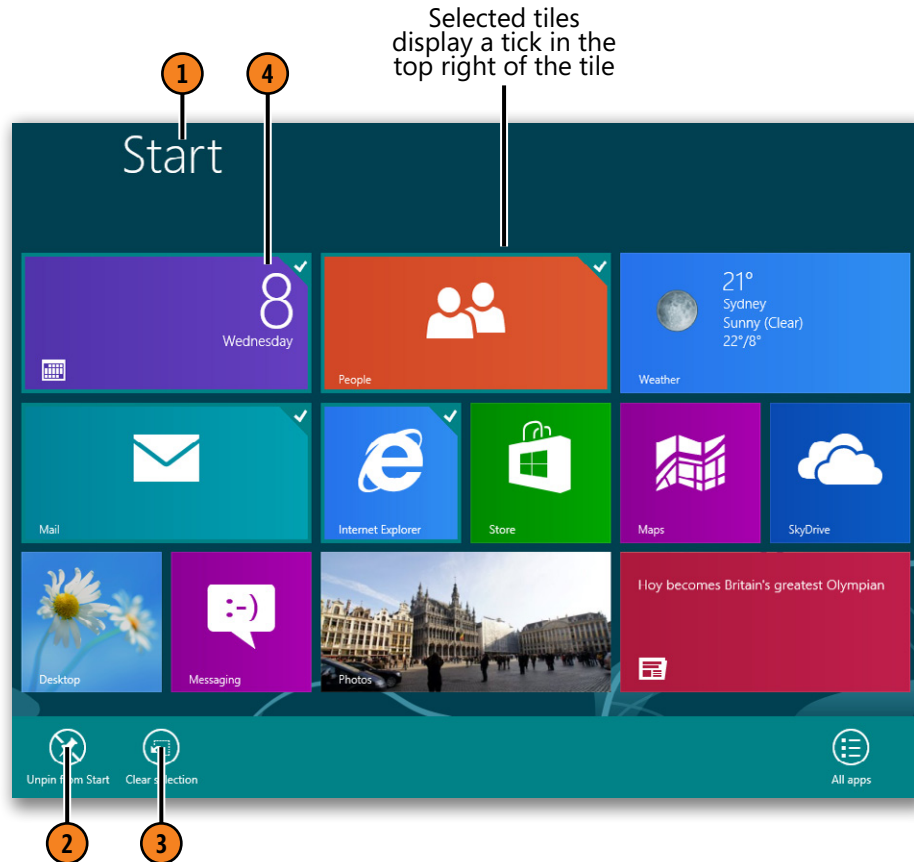 Selected tiles
display a tick in the
top right of the tile
1
4
Start
8
Wednesday
People
21°
Sydney
Sunny (Clear)
22°/8°
Weather
Mail
Internet Explorer
Store
Maps
SkyDrive
Desktop
:-)
Messaging
Photos
Hoy becomes Britain's greatest Olympian
Unpin from Start
Clear selection
All apps
2
3